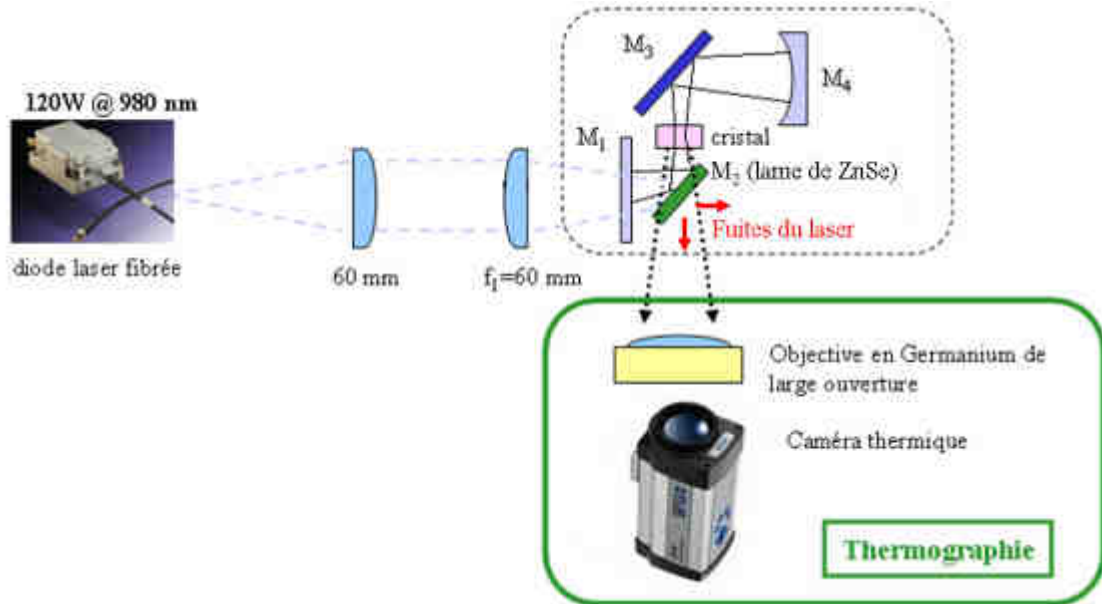 120W @ 980 nm
diode laser fibrée
60 mm
f1=60 mm
M1
M3
M4
cristal
M2 (lame de ZnSe)
Fuites du laser
Objective en Germanium de
large ouverture
Caméra thermique
Thermographie